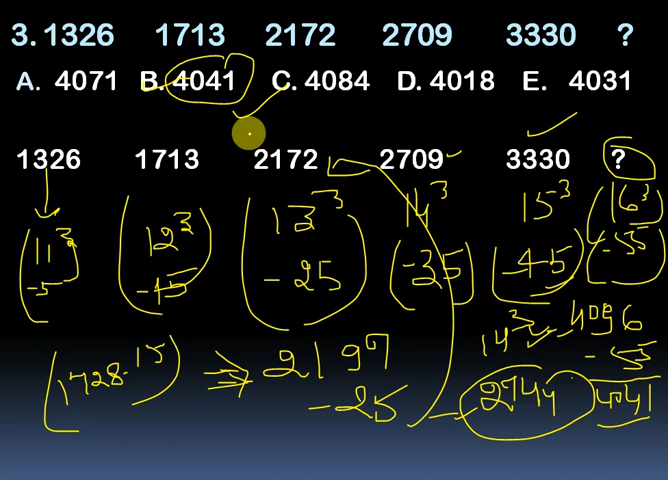 3. 1326 1713 2172 2709 3330 ?
A. 4071 B. 4041 C. 4084 D. 4018 E. 4031
1326 1713 2172 2709 3330 ?
11³ 12³ 13³ 14³ 15³ 16³
-5 -15 -25 -35 -45 -55
1728-15 ⇒ 2197 14³ 4096
-25 2744 -55
4041